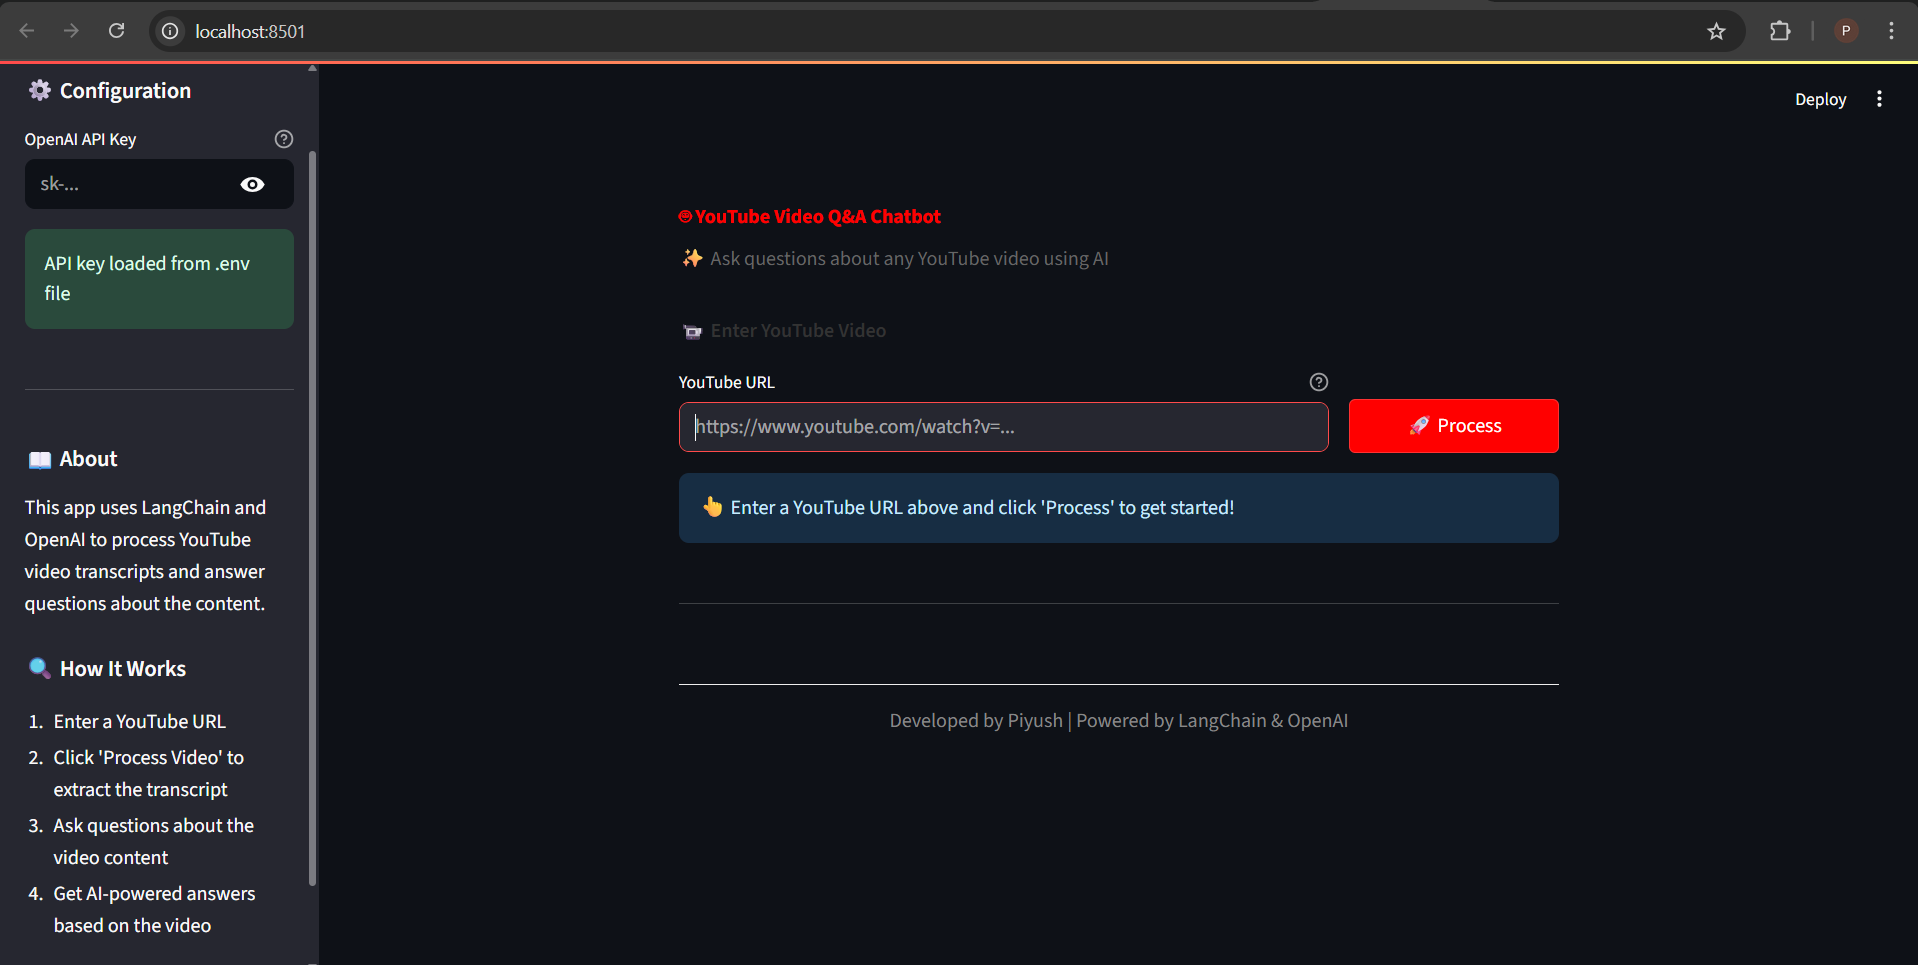 localhost:8501
P
Configuration
OpenAI API Key
sk-...
API key loaded from .env
file
About
This app uses LangChain and
OpenAI to process YouTube
video transcripts and answer
questions about the content.
How It Works
1. Enter a YouTube URL
2. Click 'Process Video' to
extract the transcript
3. Ask questions about the
video content
4. Get AI-powered answers
based on the video
Deploy
YouTube Video Q&A Chatbot
Ask questions about any YouTube video using AI
Enter YouTube Video
YouTube URL
https://www.youtube.com/watch?v=...
Process
Enter a YouTube URL above and click 'Process' to get started!
Developed by Piyush | Powered by LangChain & OpenAI